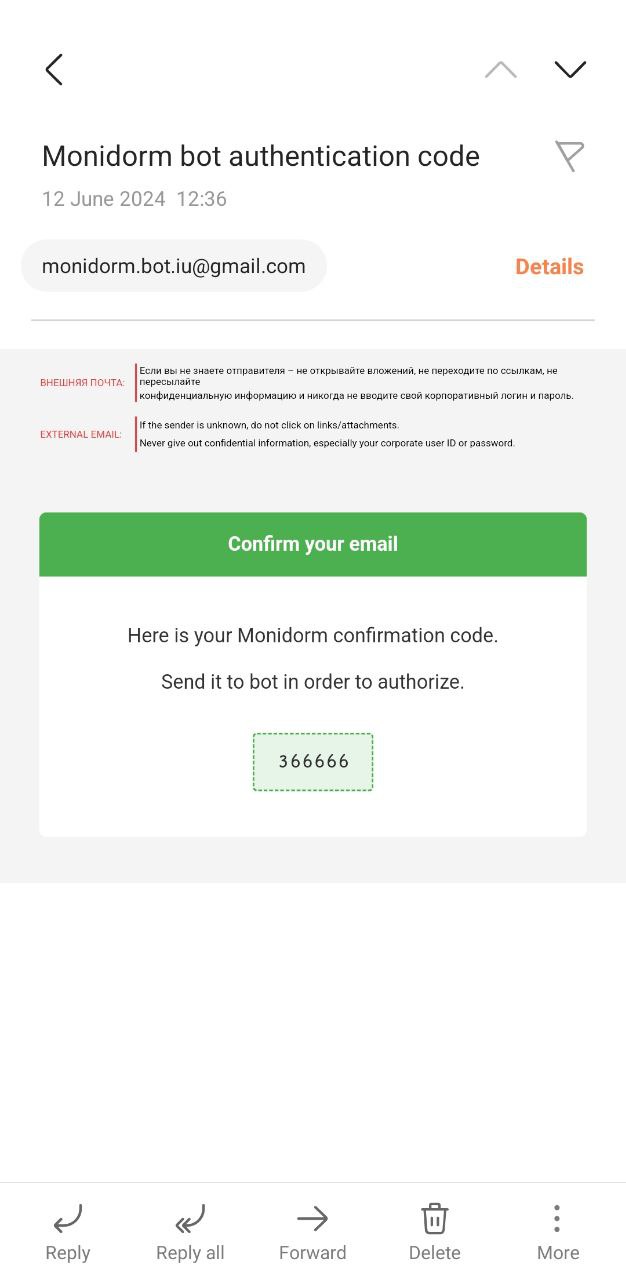 Monidorm bot authentication code
12 June 2024 12:36
monidorm.bot.iu@gmail.com
Details
ВНЕШНЯЯ ПОЧТА:
Если вы не знаете отправителя – не открывайте вложений, не переходите по ссылкам, не
пересылайте
конфиденциальную информацию и никогда не вводите свой корпоративный логин и пароль.
EXTERNAL EMAIL:
If the sender is unknown, do not click on links/attachments.
Never give out confidential information, especially your corporate user ID or password.
Confirm your email
Here is your Monidorm confirmation code.
Send it to bot in order to authorize.
366666
Reply
Reply all
Forward
Delete
More